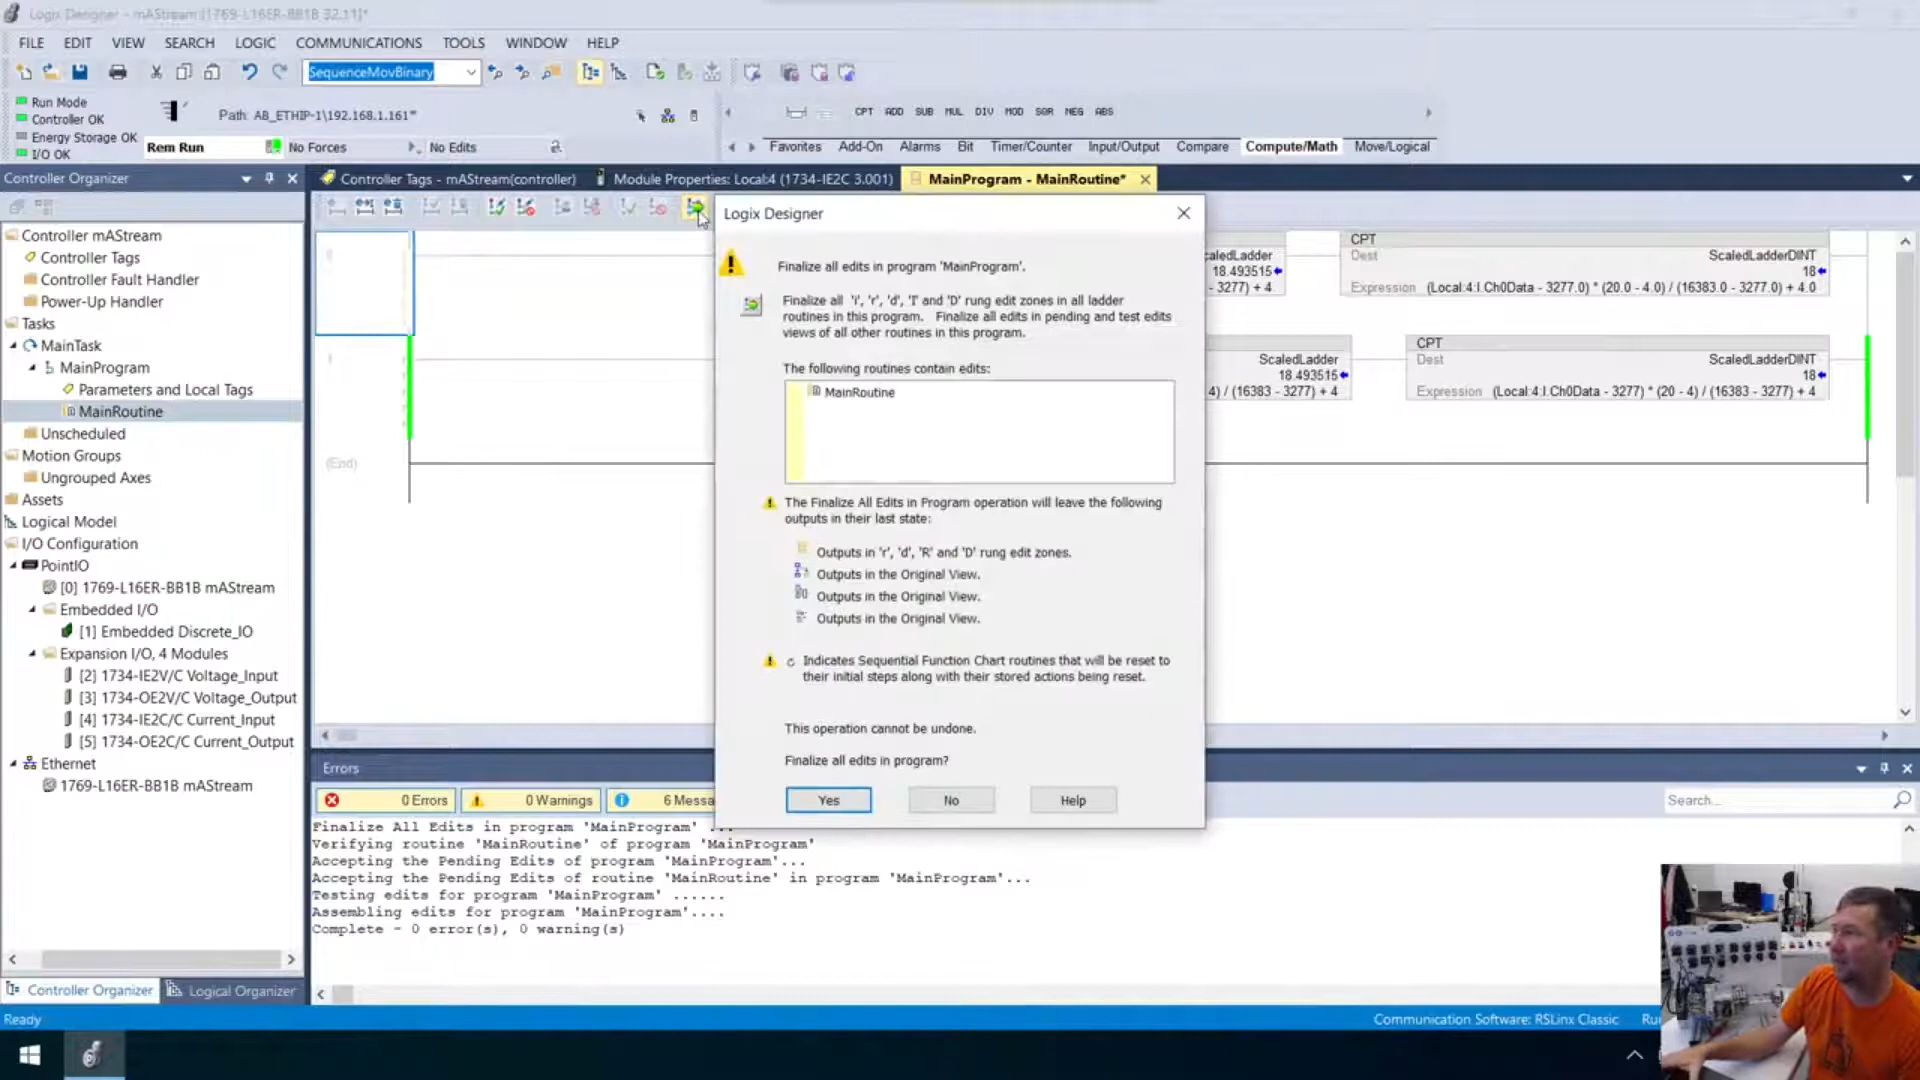 Logix Designer - mAStream [1769-L16ER-BB1B 32.11]*
FILE EDIT VIEW SEARCH LOGIC COMMUNICATIONS TOOLS WINDOW HELP
SequenceMovBinary
Run Mode
Controller OK
Energy Storage OK
I/O OK
Path: AB_ETHIP-1\192.168.1.161*
Rem Run
No Forces
No Edits
CPT ADD SUB MUL DIV MOD SQR NEG ABS
Favorites Add-On Alarms Bit Timer/Counter Input/Output Compare Compute/Math Move/Logical
Controller Organizer
Controller Tags - mAStream(controller)
Module Properties: Local:4 (1734-IE2C 3.001)
MainProgram - MainRoutine*
Controller mAStream
Controller Tags
Controller Fault Handler
Power-Up Handler
Tasks
MainTask
MainProgram
Parameters and Local Tags
MainRoutine
Unscheduled
Motion Groups
Ungrouped Axes
Assets
Logical Model
I/O Configuration
PointIO
[0] 1769-L16ER-BB1B mAStream
Embedded I/O
[1] Embedded Discrete_IO
Expansion I/O, 4 Modules
[2] 1734-IE2V/C Voltage_Input
[3] 1734-OE2V/C Voltage_Output
[4] 1734-IE2C/C Current_Input
[5] 1734-OE2C/C Current_Output
Ethernet
1769-L16ER-BB1B mAStream
Controller Organizer
Logical Organizer
(End)
caledLadder
18.493515
- 3277) + 4
CPT
Dest ScaledLadderDINT
18
Expression (Local:4:I.Ch0Data - 3277.0) * (20.0 - 4.0) / (16383.0 - 3277.0) + 4.0
ScaledLadder
18.493515
4) / (16383 - 3277) + 4
CPT
Dest ScaledLadderDINT
18
Expression (Local:4:I.Ch0Data - 3277) * (20 - 4) / (16383 - 3277) + 4
Logix Designer
Finalize all edits in program 'MainProgram'.
Finalize all 'i', 'r', 'd', 'I' and 'D' rung edit zones in all ladder
routines in this program. Finalize all edits in pending and test edits
views of all other routines in this program.
The following routines contain edits:
MainRoutine
The Finalize All Edits in Program operation will leave the following
outputs in their last state:
Outputs in 'r', 'd', 'R' and 'D' rung edit zones.
Outputs in the Original View.
Outputs in the Original View.
Outputs in the Original View.
Indicates Sequential Function Chart routines that will be reset to
their initial steps along with their stored actions being reset.
This operation cannot be undone.
Finalize all edits in program?
Yes
No
Help
Errors
0 Errors
0 Warnings
6 Messa
Search...
Finalize All Edits in program 'MainProgram' ...
Verifying routine 'MainRoutine' of program 'MainProgram'
Accepting the Pending Edits of program 'MainProgram'...
Accepting the Pending Edits of routine 'MainRoutine' in program 'MainProgram'...
Testing edits for program 'MainProgram' ......
Assembling edits for program 'MainProgram'....
Complete - 0 error(s), 0 warning(s)
Ready
Communication Software: RSLinx Classic